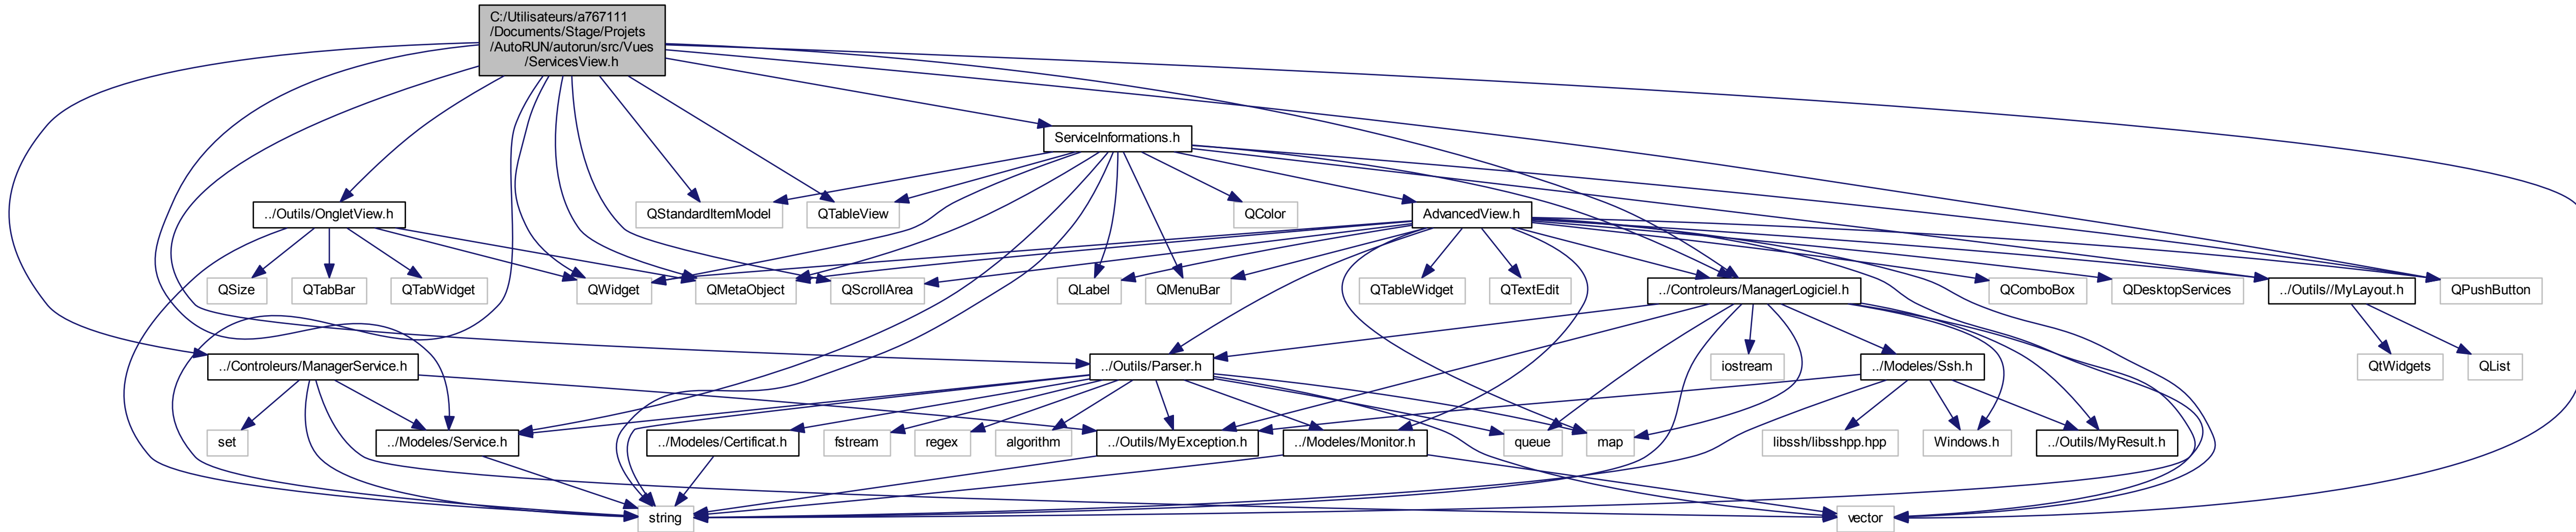 C:/Utilisateurs/a767111
/Documents/Stage/Projets
/AutoRUN/autorun/src/Vues
/ServicesView.h
ServiceInformations.h
../Outils/OngletView.h
QStandardItemModel
QTableView
QColor
AdvancedView.h
QSize
QTabBar
QTabWidget
QWidget
QMetaObject
QScrollArea
QLabel
QMenuBar
QTableWidget
QTextEdit
../Controleurs/ManagerLogiciel.h
QComboBox
QDesktopServices
../Outils//MyLayout.h
QPushButton
../Controleurs/ManagerService.h
../Outils/Parser.h
iostream
../Modeles/Ssh.h
QtWidgets
QList
set
../Modeles/Service.h
../Modeles/Certificat.h
fstream
regex
algorithm
../Outils/MyException.h
../Modeles/Monitor.h
queue
map
libssh/libsshpp.hpp
Windows.h
../Outils/MyResult.h
string
vector